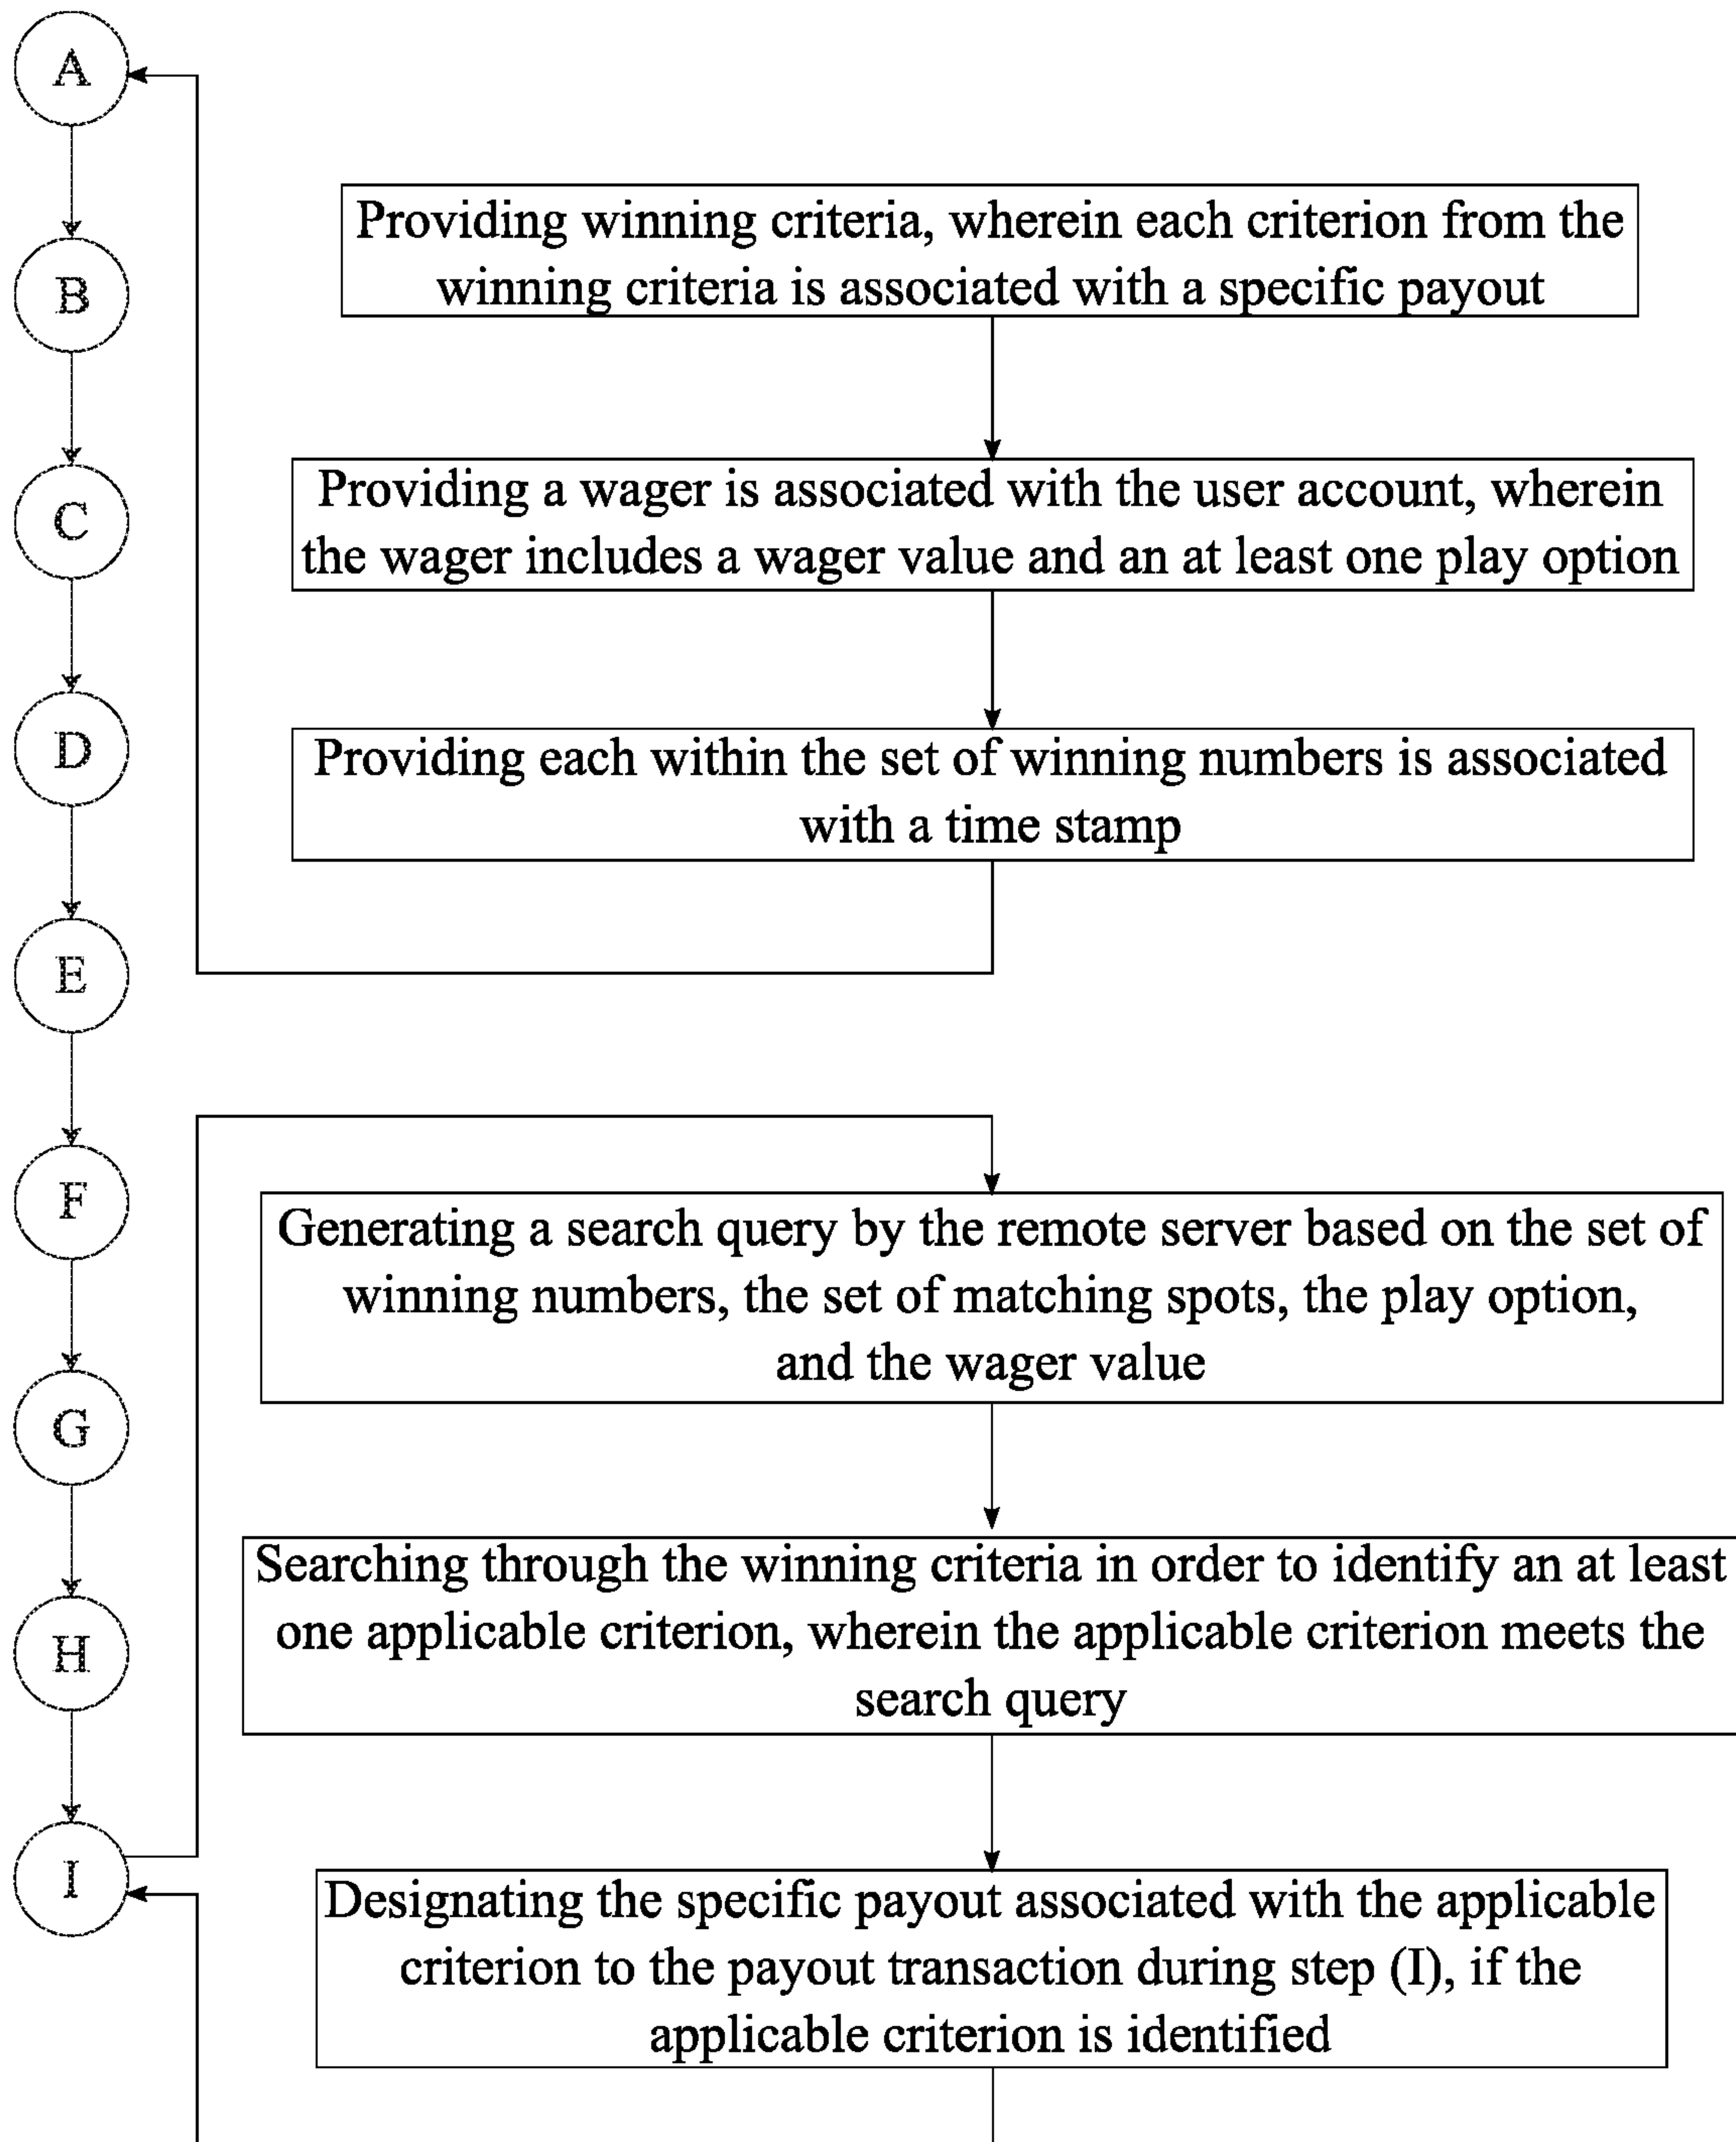 A
B
C
D
E
F
G
H
I
Providing winning criteria, wherein each criterion from the
winning criteria is associated with a specific payout
Providing a wager is associated with the user account, wherein
the wager includes a wager value and an at least one play option
Providing each within the set of winning numbers is associated
with a time stamp
Generating a search query by the remote server based on the set of
winning numbers, the set of matching spots, the play option,
and the wager value
Searching through the winning criteria in order to identify an at least
one applicable criterion, wherein the applicable criterion meets the
search query
Designating the specific payout associated with the applicable
criterion to the payout transaction during step (I), if the
applicable criterion is identified